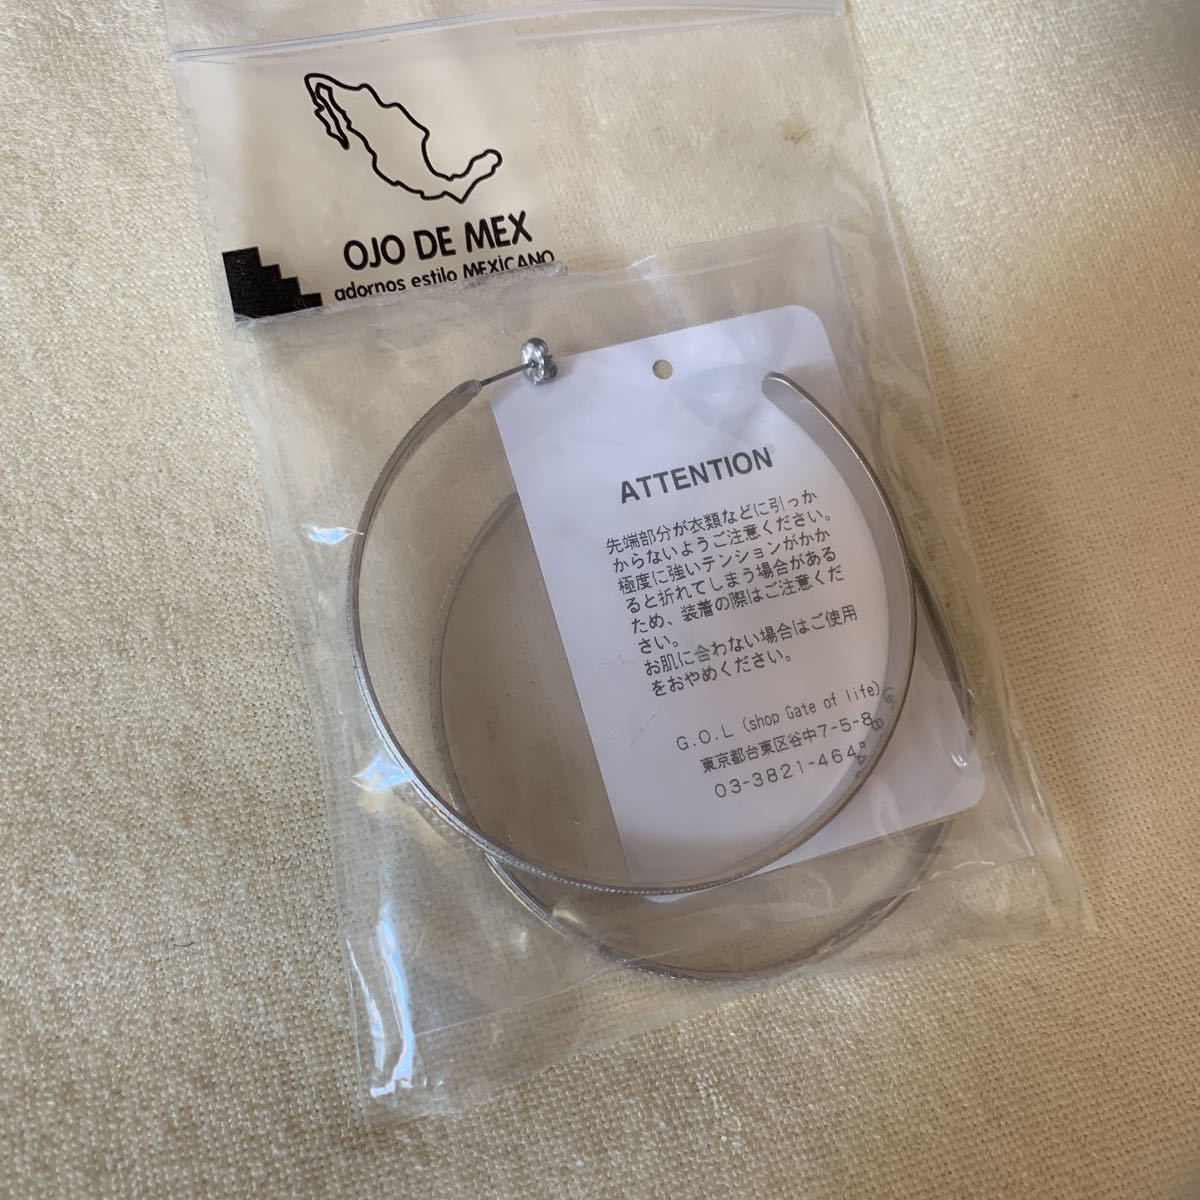 OJO DE MEX
adornos estilo MEXICANO
ATTENTION
先端部分が衣類などに引っか
からないようご注意ください。
極度に強いテンションがかか
ると折れてしまう場合がある
ため、装着の際はご注意くだ
さい。
お肌に合わない場合はご使用
をおやめください。
G.O.L (shop Gate of life)
東京都台東区谷中7-5-8
03-3821-464